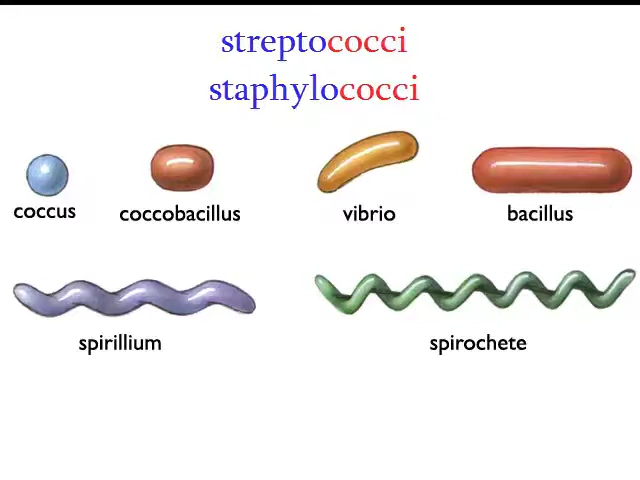 streptococci
staphylococci
coccus coccobacillus vibrio bacillus
spirillium spirochete